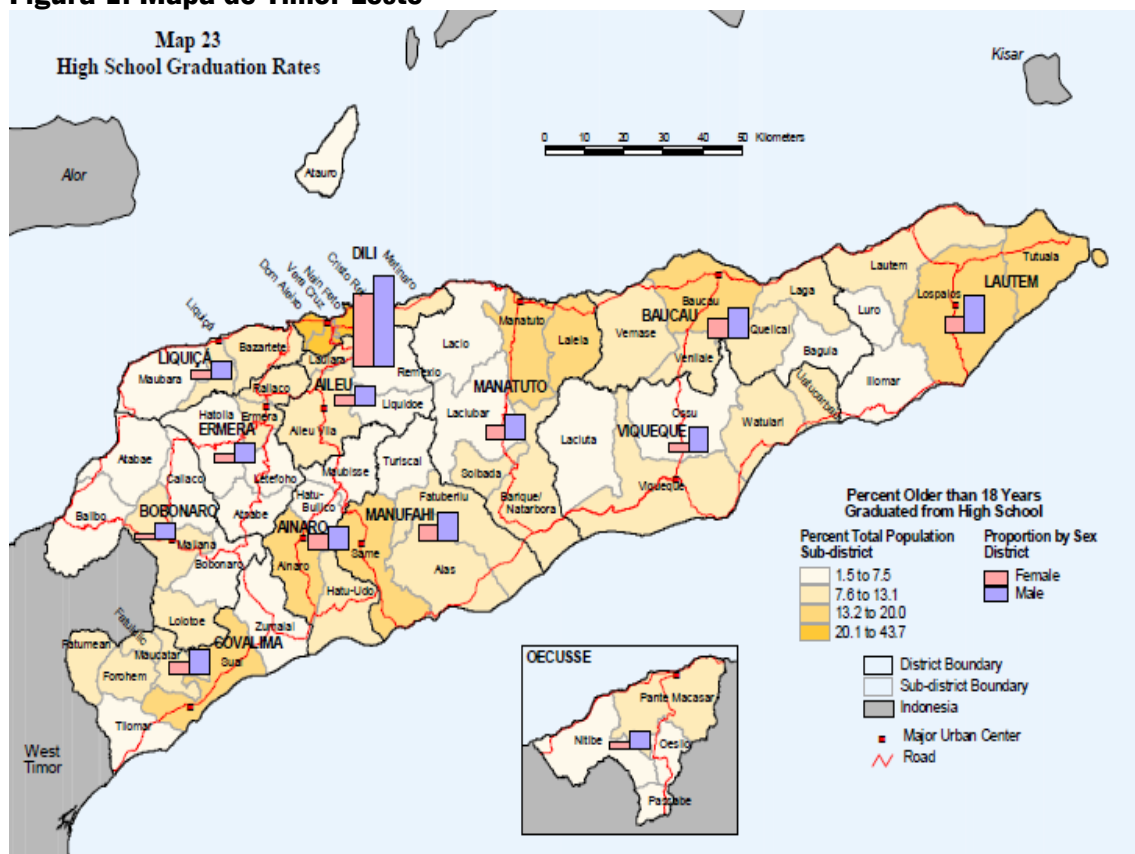 Figura 1: Mapa de Timor-Leste
Map 23
High School Graduation Rates
Kisar
0 10 20 30 40 50 Kilometers
Alor
Atauro
DILI
Metinaro
Cristo Rei
Nain Feto
Vera Cruz
Dom Aleixo
Liquiçá
LIQUIÇÁ
Bazartete
Maubara
Laulara
Remexio
Lacio
Manatuto
Laleia
MANATUTO
Laclubar
Railaco
AILEU
Liquidoe
Hatolia
Ermera
ERMERA
Aileu Vila
Atabae
Cailaco
Letefoho
Maubisse
Turiscal
Soibada
Barique/
Natarbora
Balibo
BOBONARO
Atsabe
Hatu-
Builico
AINARO
MANUFAHI
Fatuberliu
Maliana
Bobonaro
Ainaro
Same
Alas
Hatu-Udo
Lolotoe
Zumalai
Fatululic
COVALIMA
Fatumean
Maucatar
Suai
Forohem
Tilomar
West
Timor
Baucau
BAUCAU
Vemase
Venilale
Quelicai
Laga
Baguia
Lautem
Luro
Lospalos
LAUTEM
Tutuala
Iliomar
Ossu
VIQUEQUE
Lacluta
Viqueque
Watulari
Uatucarbau
Percent Older than 18 Years
Graduated from High School
Percent Total Population
Sub-district
1.5 to 7.5
7.6 to 13.1
13.2 to 20.0
20.1 to 43.7
Proportion by Sex
District
Female
Male
District Boundary
Sub-district Boundary
Indonesia
Major Urban Center
Road
OECUSSE
Pante Macasar
Nitibe
Oesilo
Passabe